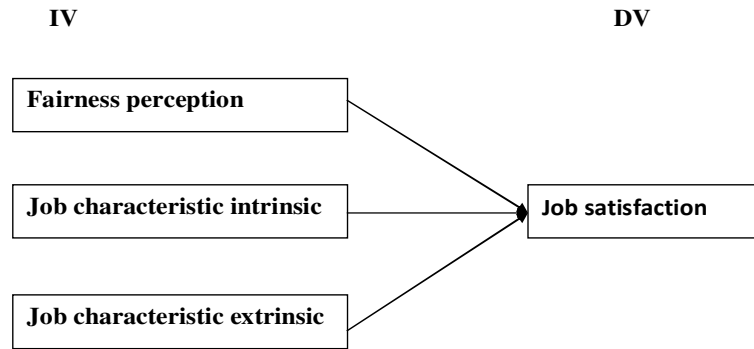 IV
DV
Fairness perception
Job characteristic intrinsic
Job satisfaction
Job characteristic extrinsic